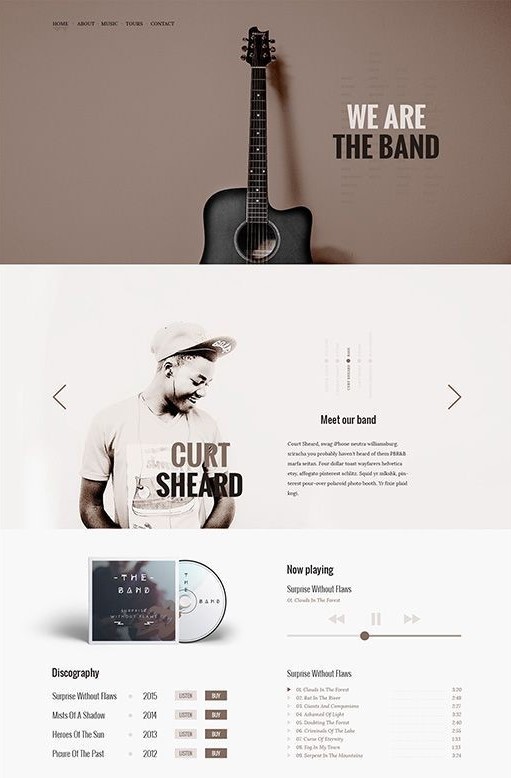 HOME · ABOUT · MUSIC · TOURS · CONTACT
WE ARE
THE BAND
CURT SHEARD
Meet our band
CURT
SHEARD
Court Sheard, swag iPhone neutra williamsburg,
sriracha you probably haven't heard of them PBR&B
marfa seitan. Four dollar toast wayfarers helvetica
etsy, affogato pinterest schlitz. Squid yr mlkshk, pin-
terest pour-over polaroid photo booth. Yr fixie plaid
kogi.
-THE-
BAND
SURPRISE
WITHOUT FLAWS
THE
BAND
Now playing
Surprise Without Flaws
01. Clouds In The Forest
Discography
Surprise Without Flaws 2015 LISTEN BUY
Mists Of A Shadow 2014 LISTEN BUY
Heroes Of The Sun 2013 LISTEN BUY
Picure Of The Past 2012 LISTEN BUY
Surprise Without Flaws
01. Clouds In The Forest 3:20
02. Bat In The River
03. Giants And Companions 2:27
04. Ashamed Of Light 3:32
05. Doubting The Forest 2:40
06. Criminals Of The Lake 2:55
07. Curse Of Eternity 1:33
08. Fog In My Town 1:33
09. Serpent In The Mountains 3:24